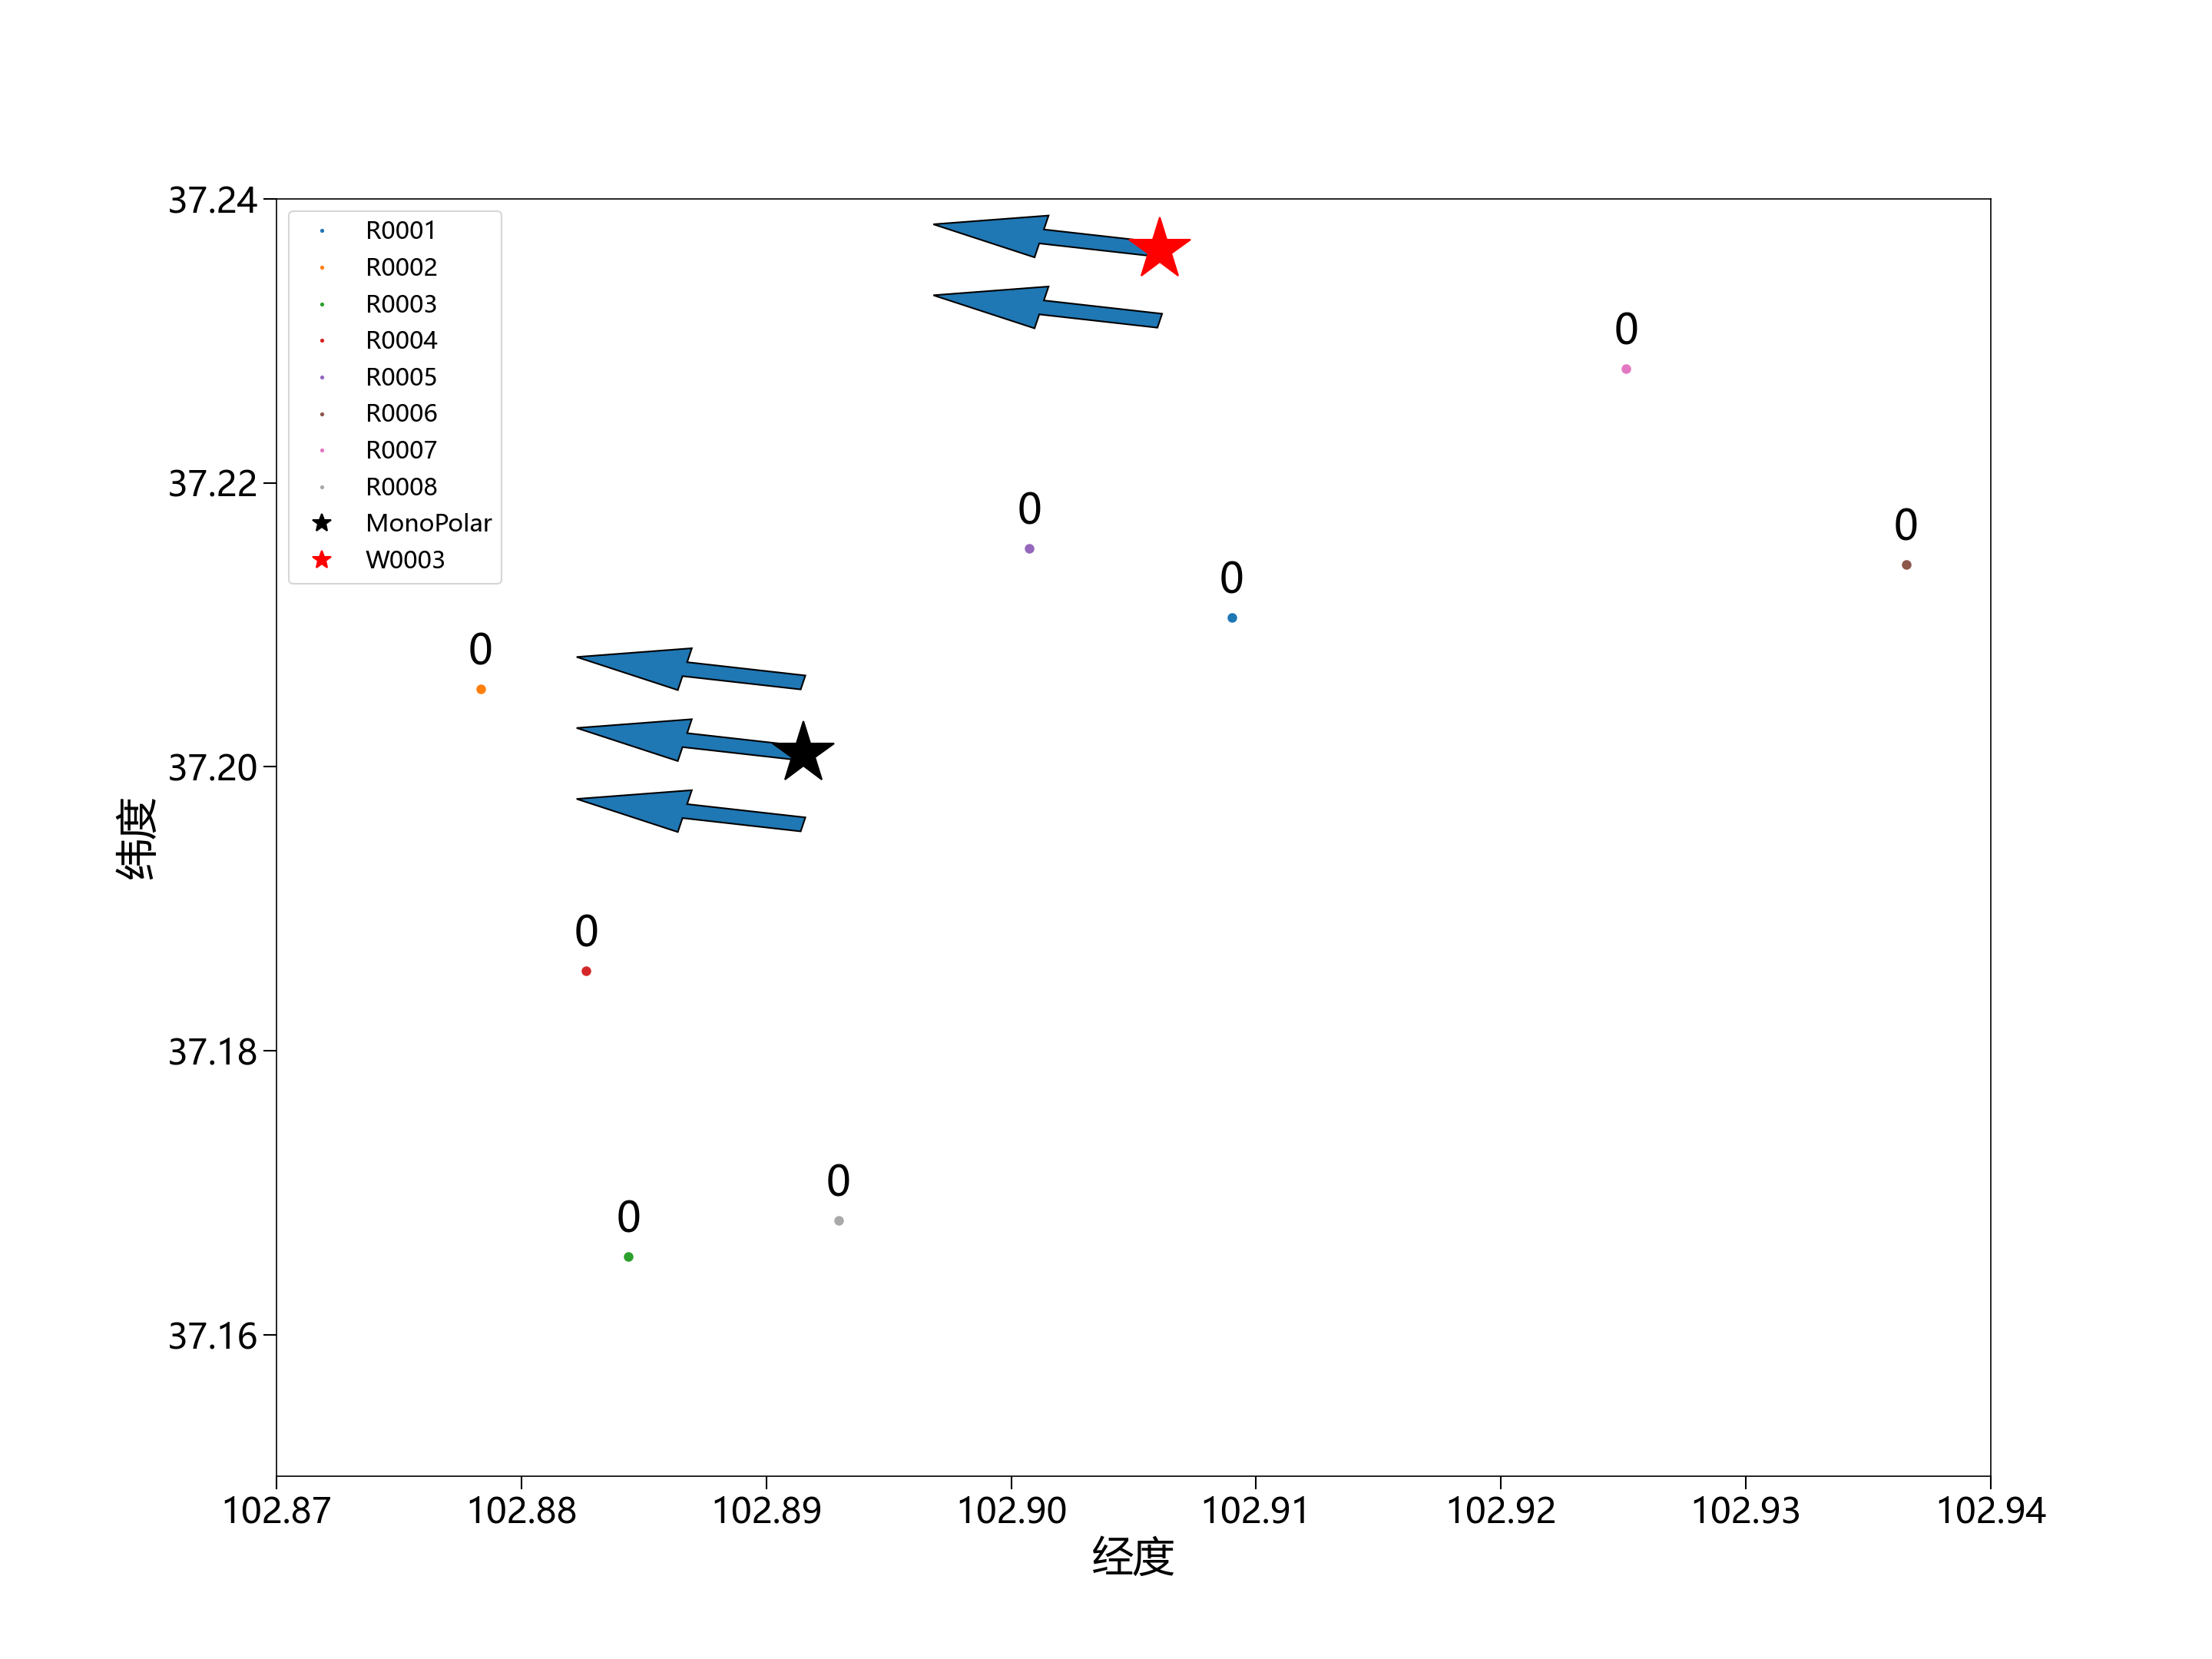 37.24
37.22
37.20
37.18
37.16
纬度
R0001
R0002
R0003
R0004
R0005
R0006
R0007
R0008
MonoPolar
W0003
0
0
0
0
0
0
0
0
102.87 102.88 102.89 102.90 102.91 102.92 102.93 102.94
经度